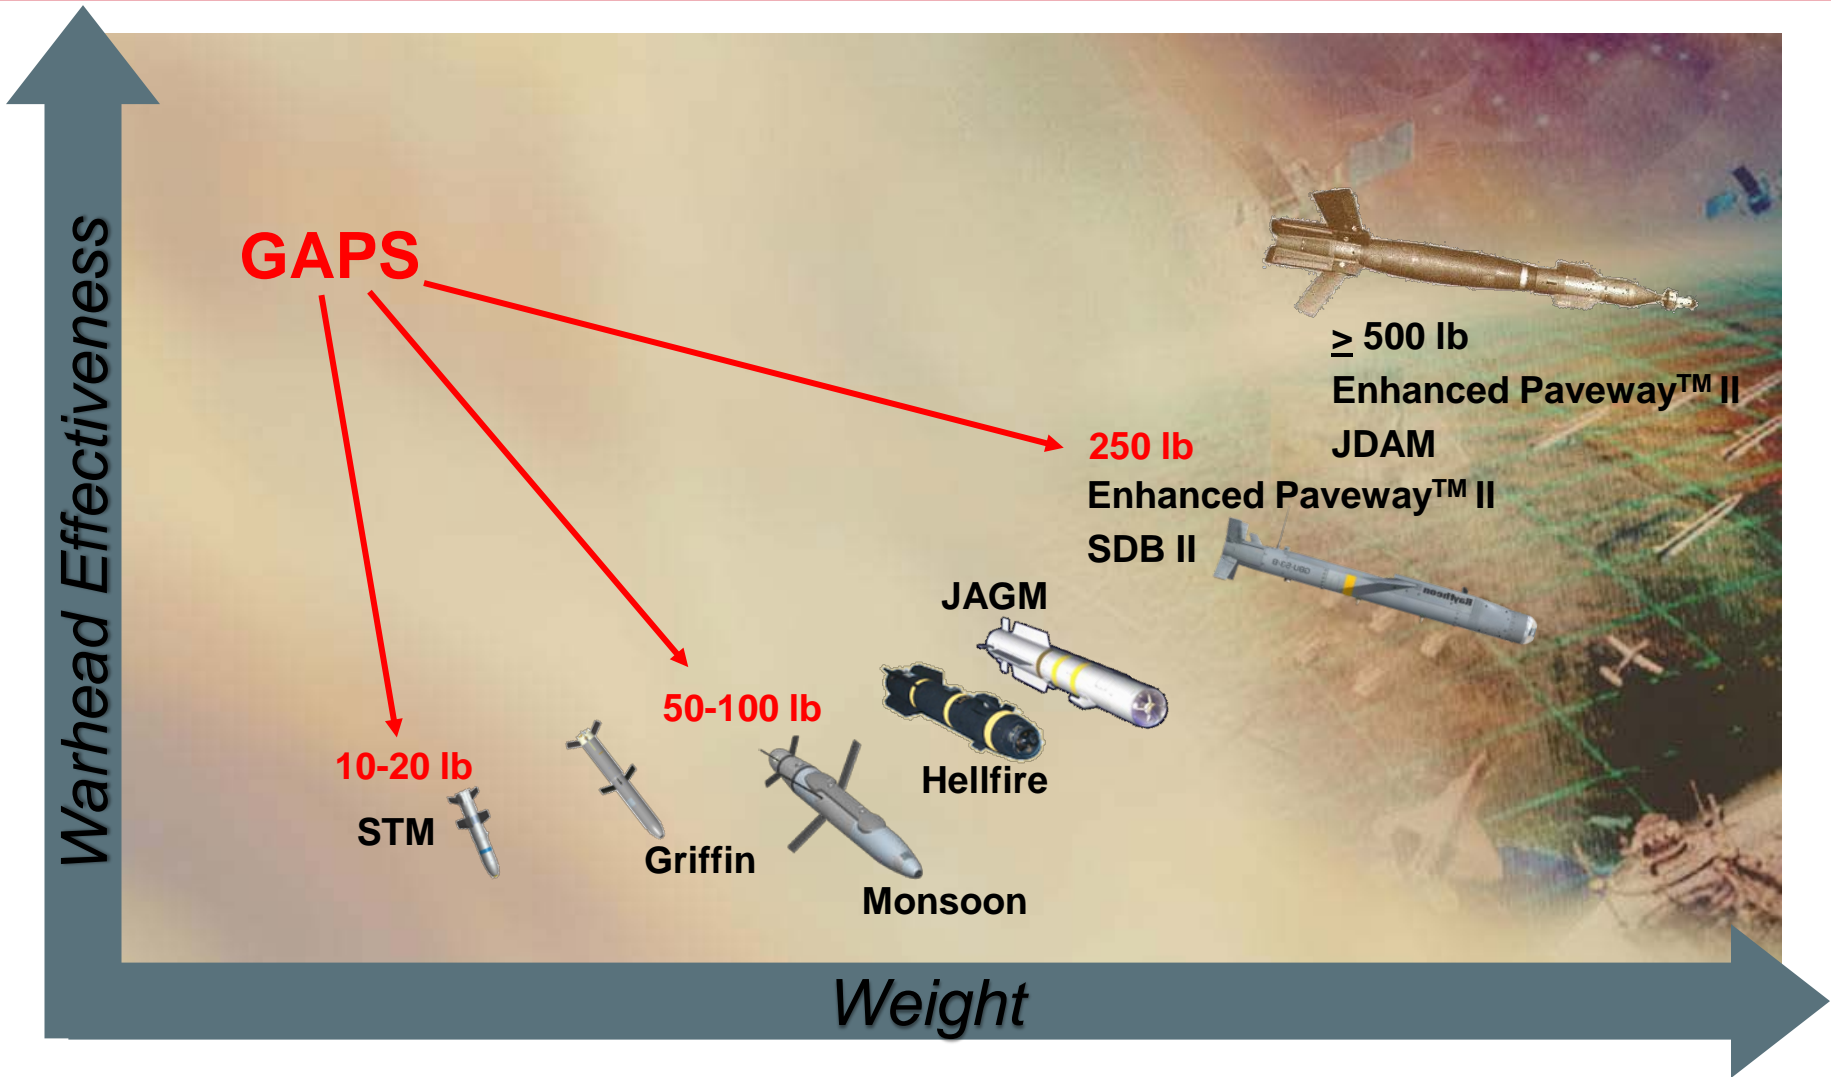 Warhead Effectiveness
GAPS
≥ 500 lb
Enhanced Paveway™ II
JDAM
250 lb
Enhanced Paveway™ II
SDB II
JAGM
Raytheon
Hellfire
50-100 lb
10-20 lb
STM
Griffin
Monsoon
Weight